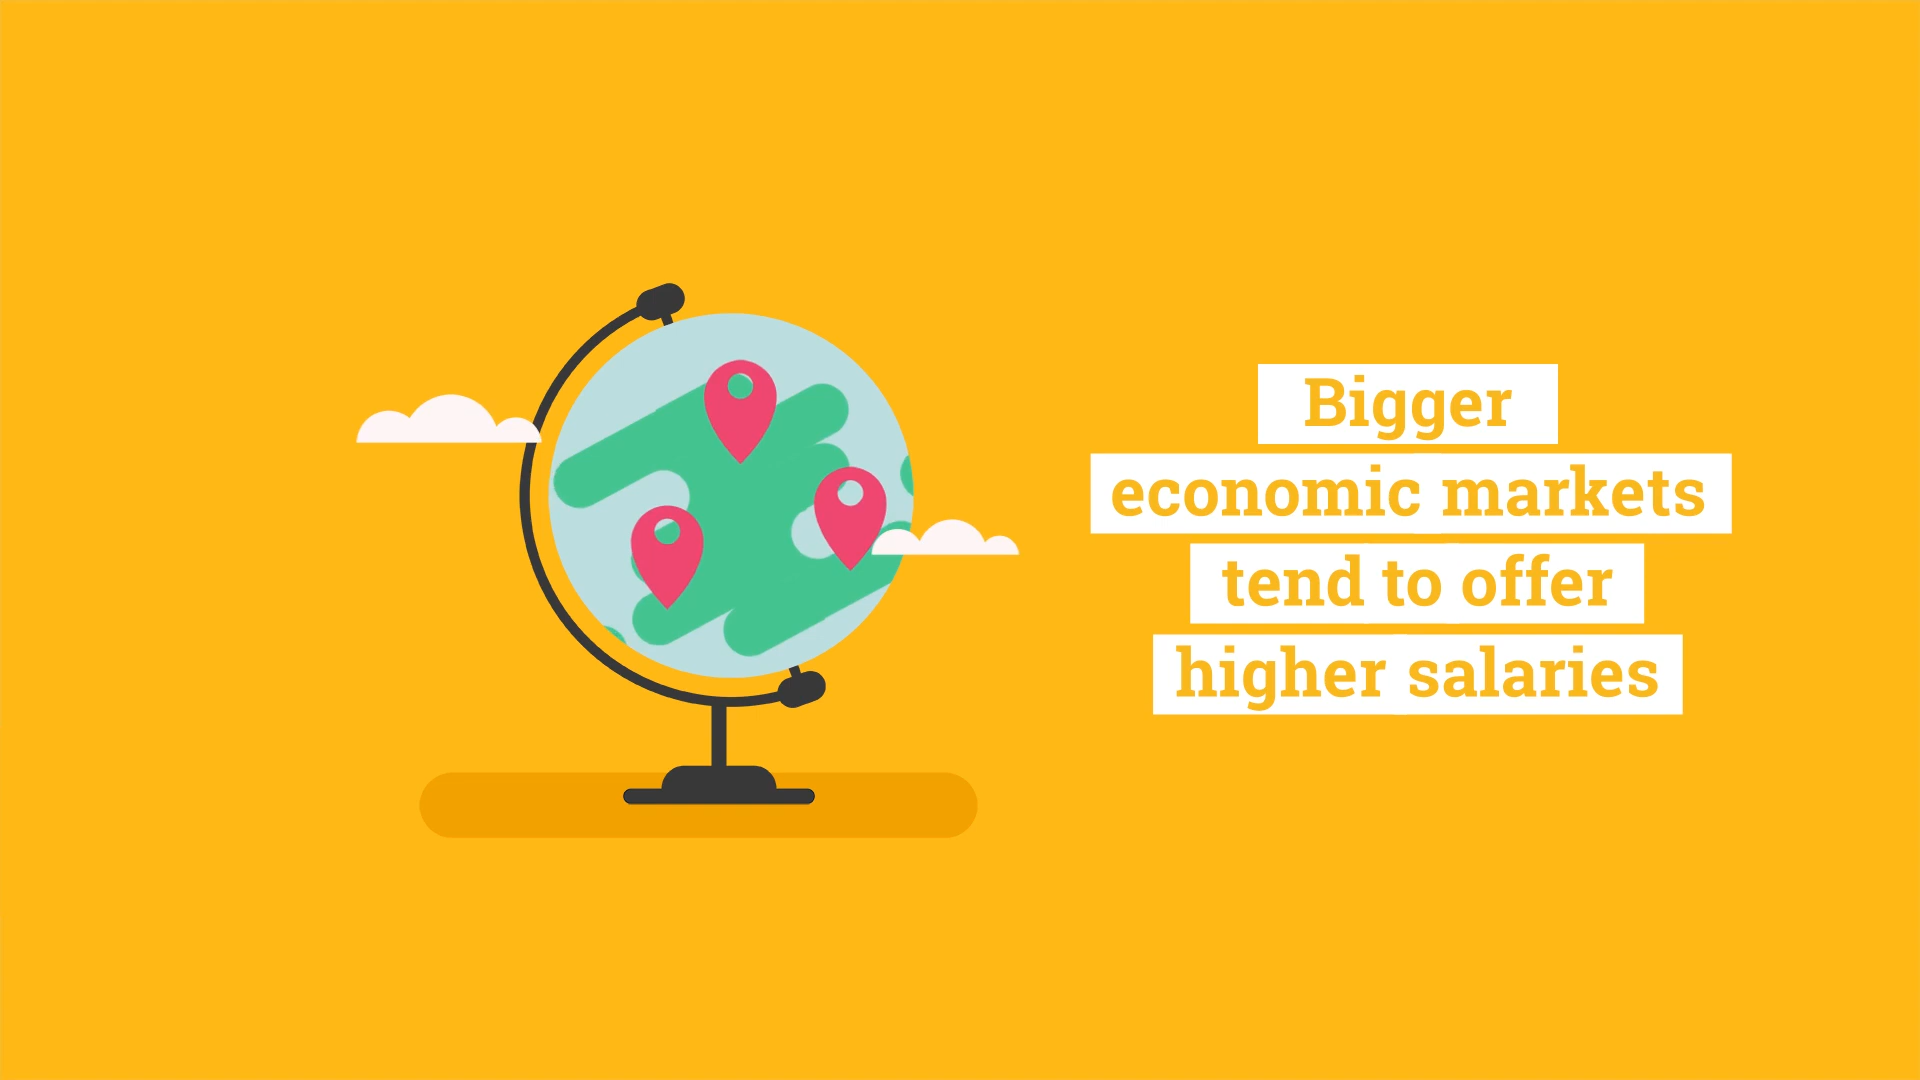 Bigger
economic markets
tend to offer
higher salaries